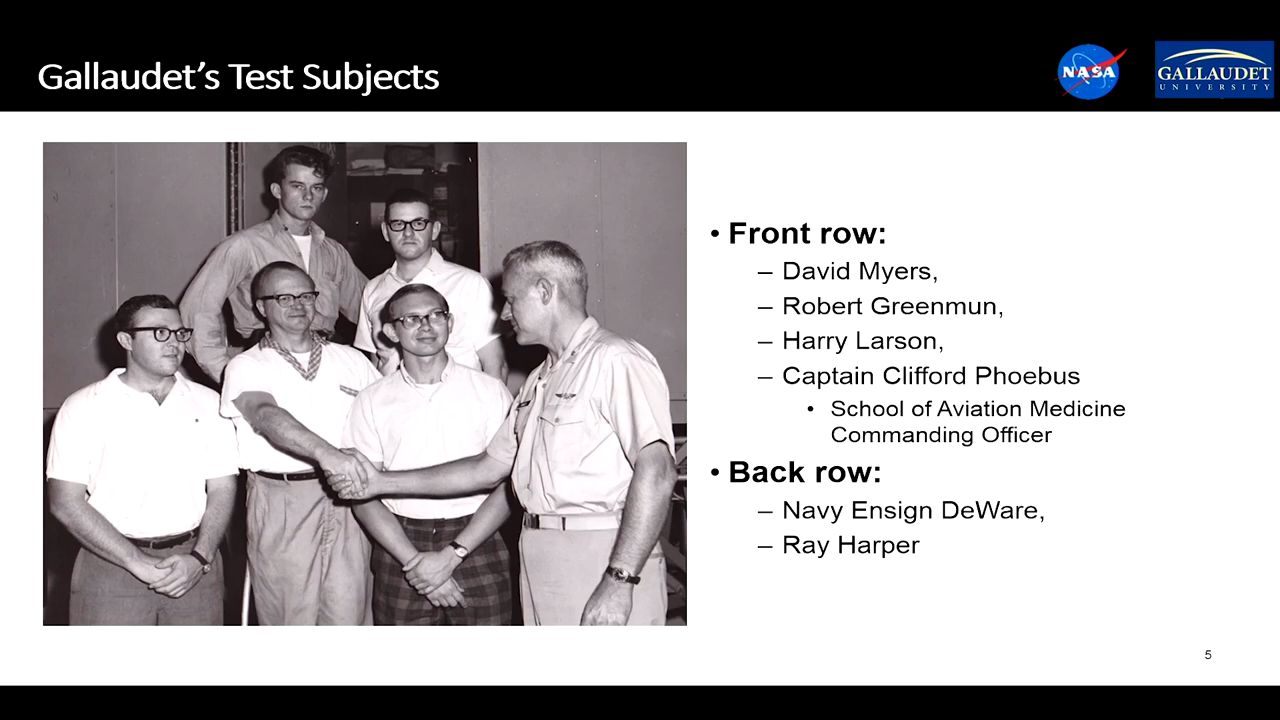 Gallaudet's Test Subjects
NASA
GALLAUDET
UNIVERSITY
• Front row:
– David Myers,
– Robert Greenmun,
– Harry Larson,
– Captain Clifford Phoebus
• School of Aviation Medicine
Commanding Officer
• Back row:
– Navy Ensign DeWare,
– Ray Harper
5